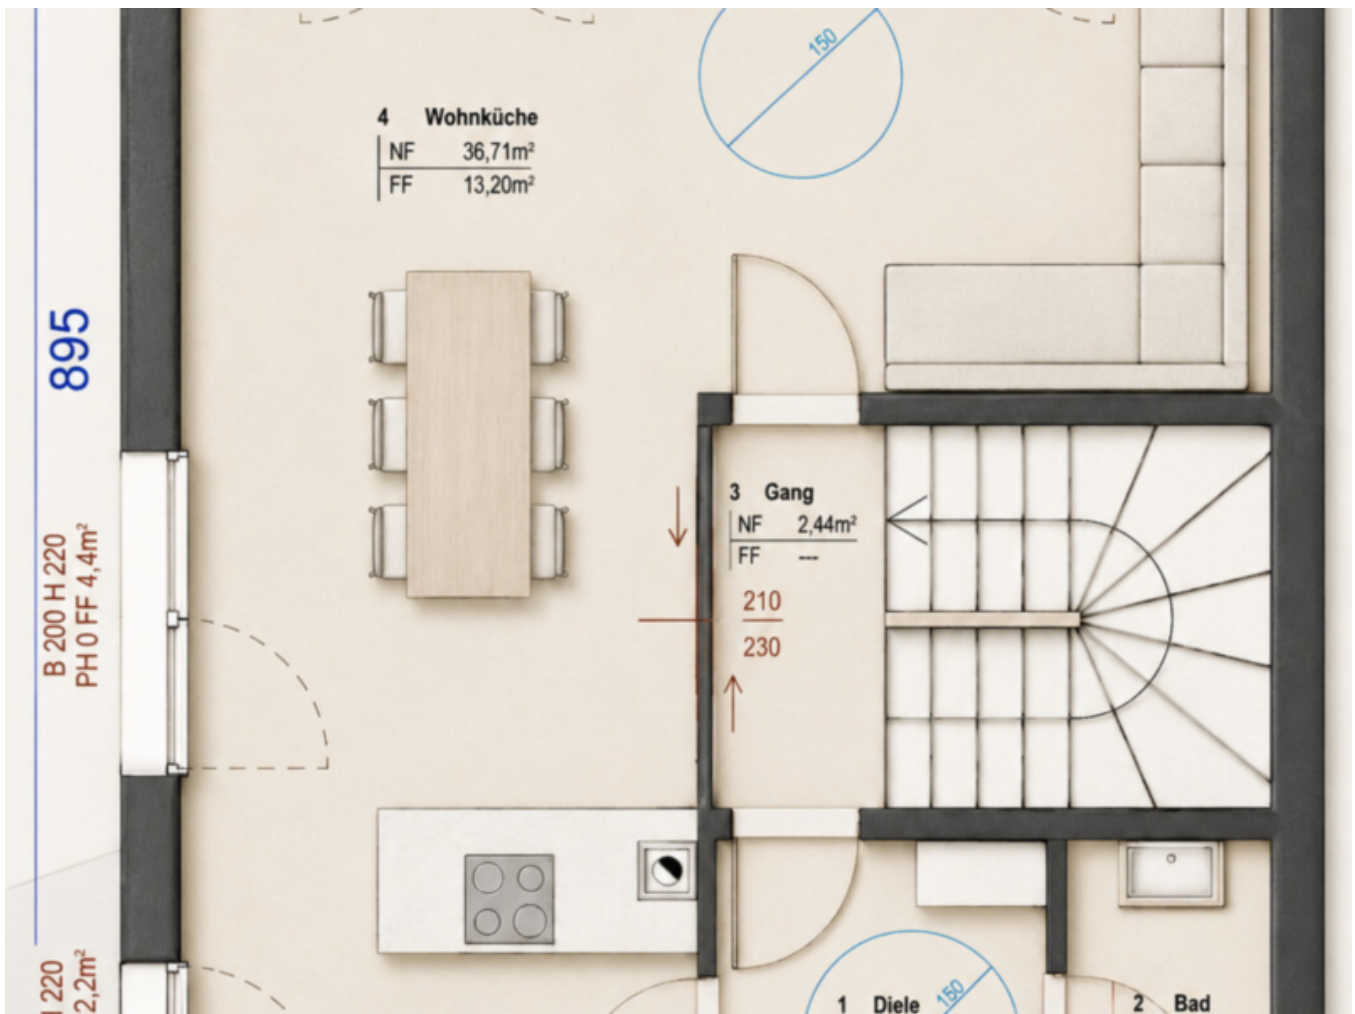 150
4 Wohnküche
NF 36,71m²
FF 13,20m²
895
B 200 H 220
PH 0 FF 4,4m²
3 Gang
NF 2,44m²
FF ---
210
230
220
2,2m²
150
1 Diele
2 Bad